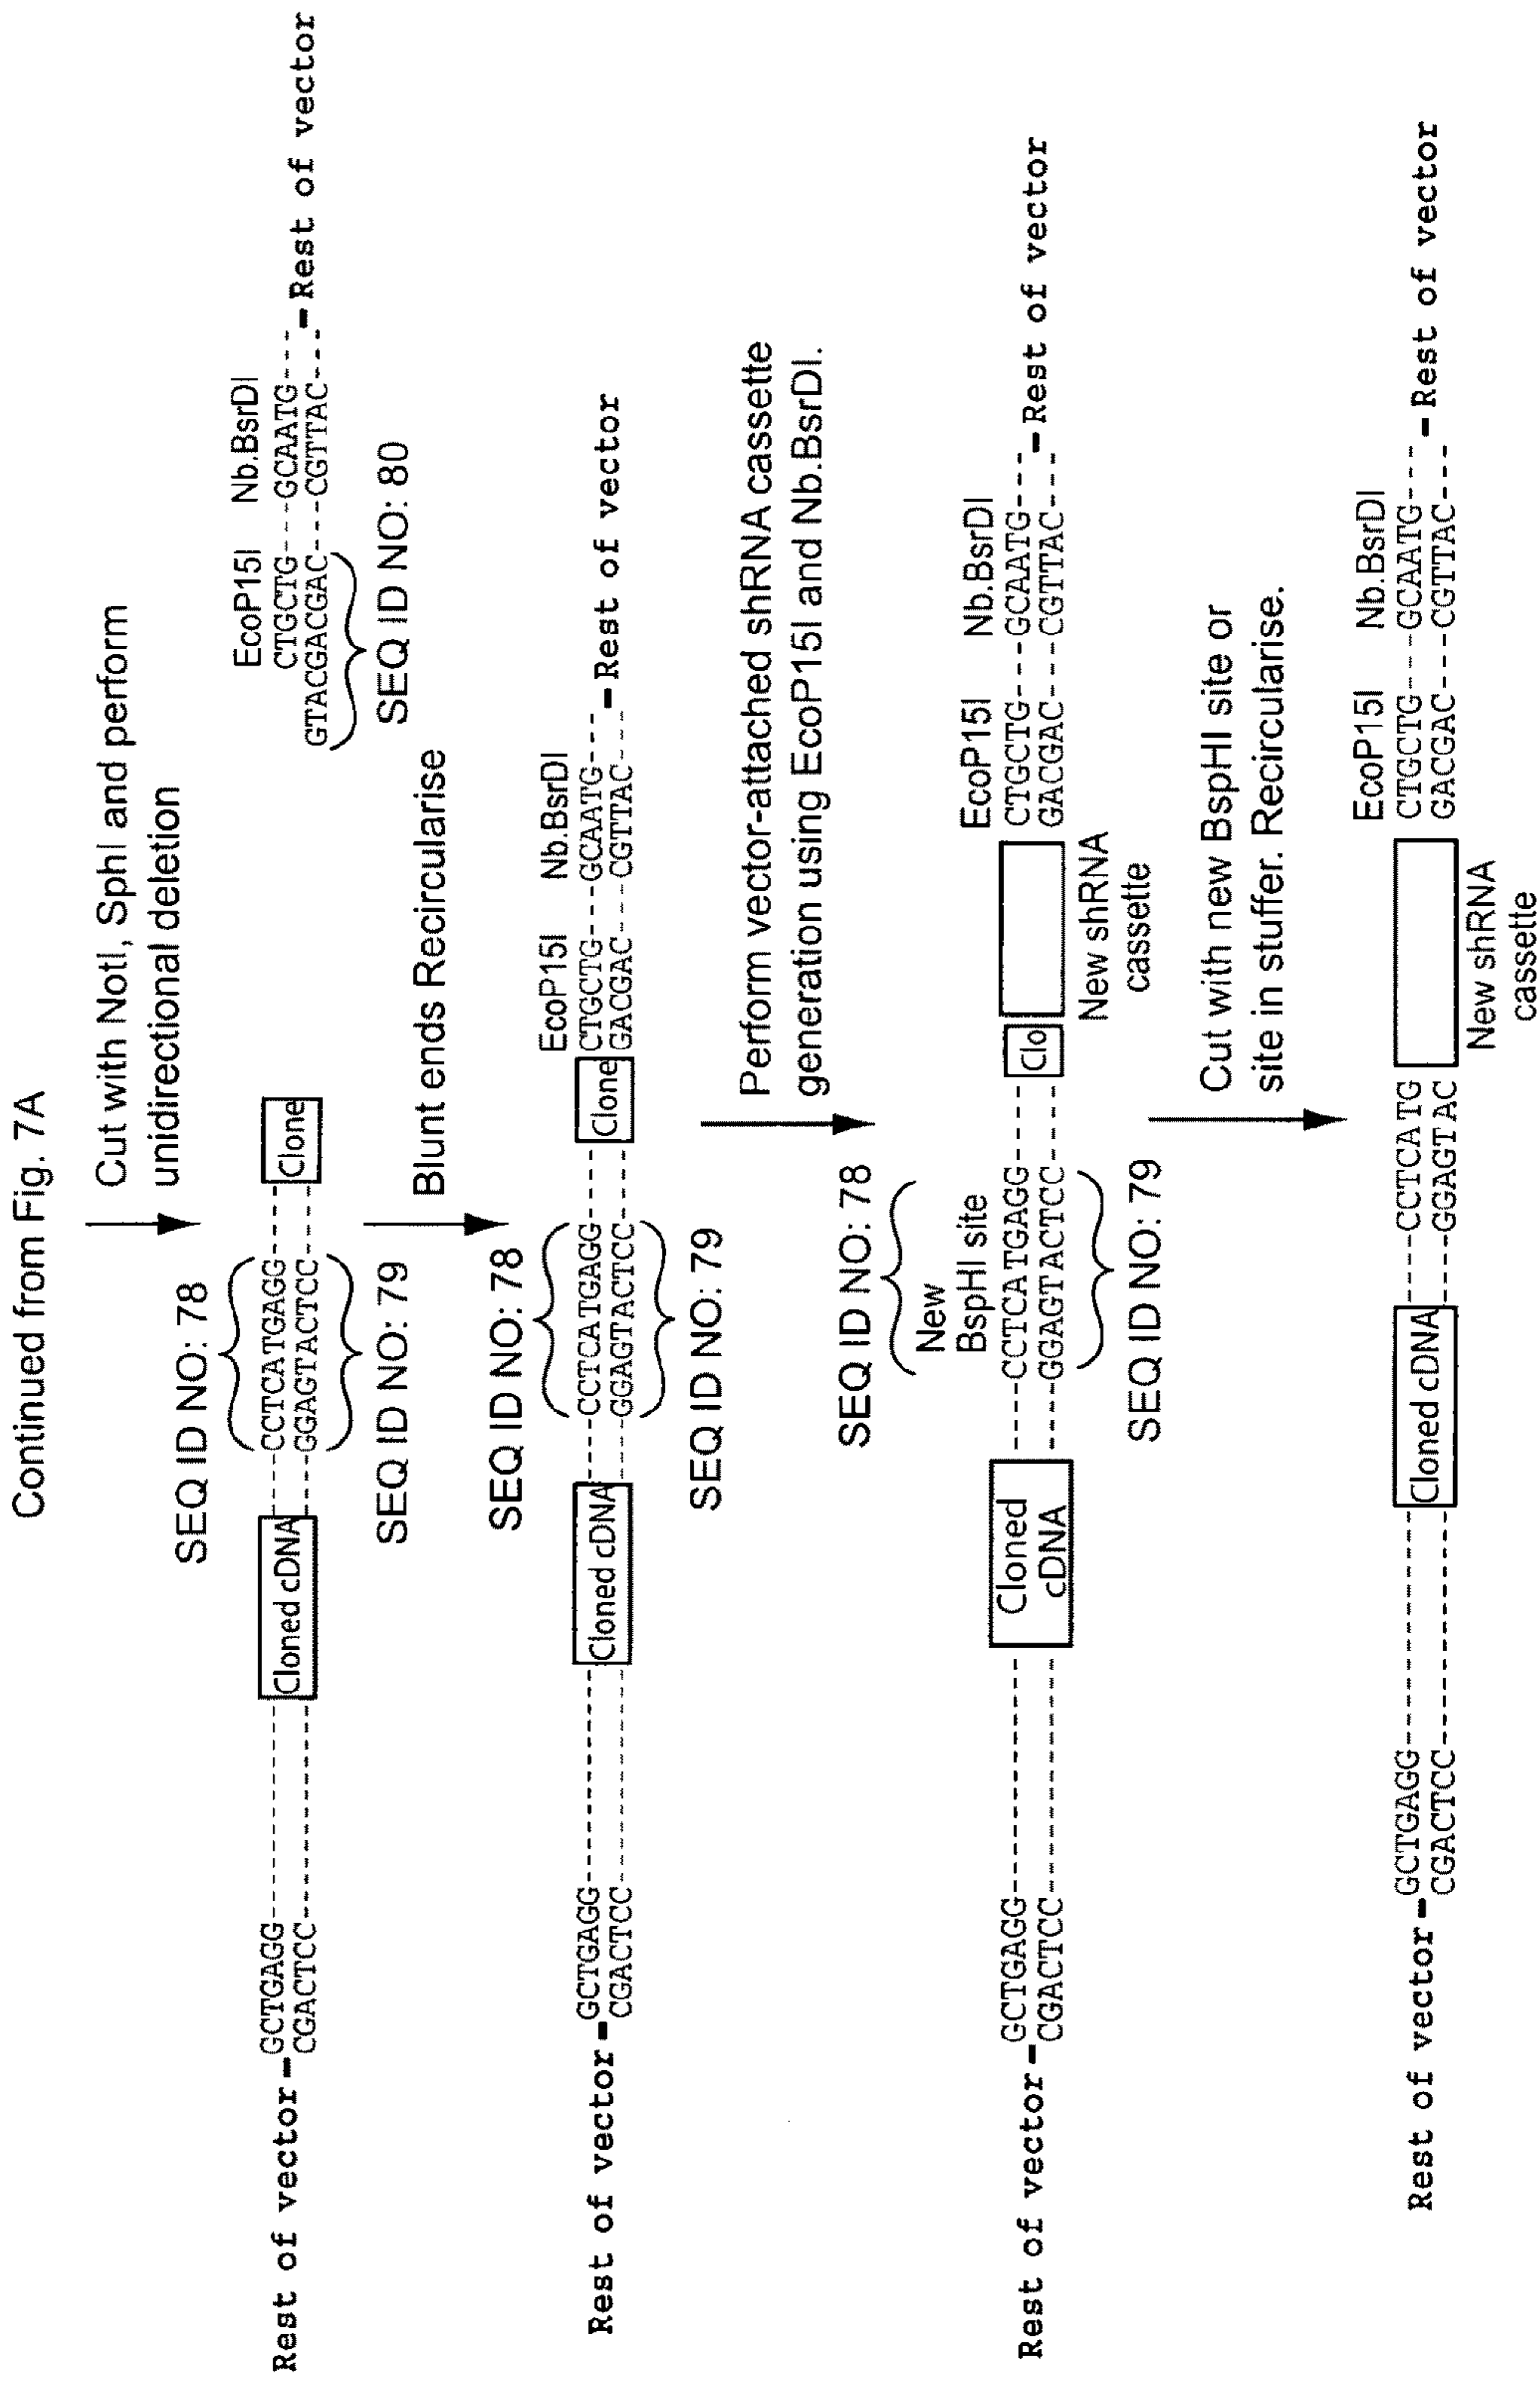 Continued from Fig. 7A
Cut with NotI, SphI and perform
unidirectional deletion
SEQ ID NO: 78
EcoP15I Nb.BsrDI
Rest of vector━GCTGAGG-------------Cloned cDNA----CCTCATGAGG-----Clone CTGCTG---GCAATG---
CGACTCC-------------Cloned cDNA----GGAGTACTCC-----Clone GTACGACGAC---CGTTAC----━Rest of vector
SEQ ID NO: 79
SEQ ID NO: 80
Blunt ends Recircularise
SEQ ID NO: 78
EcoP15I Nb.BsrDI
Rest of vector━GCTGAGG-------------Cloned cDNA----CCTCATGAGG-----Clone CTGCTG---GCAATG---
CGACTCC-------------GGAGTACTCC-----GACGAC---CGTTAC---━Rest of vector
SEQ ID NO: 79
Perform vector-attached shRNA cassette
generation using EcoP15I and Nb.BsrDI.
SEQ ID NO: 78
New
BspHI site
EcoP15I Nb.BsrDI
Rest of vector━GCTGAGG-------------Cloned cDNA----CCTCATGAGG------Clo CTGCTG----GCAATG---
CGACTCC-------------GGAGTACTCC------GACGAC----CGTTAC---━Rest of vector
SEQ ID NO: 79
New shRNA
cassette
Cut with new BspHI site or
site in stuffer. Recircularise.
EcoP15I Nb.BsrDI
Rest of vector━GCTGAGG-------------Cloned cDNA----CCTCATG CTGCTG---GCAATG---
CGACTCC-------------GGAGTAC GACGAC---CGTTAC---━Rest of vector
New shRNA
cassette